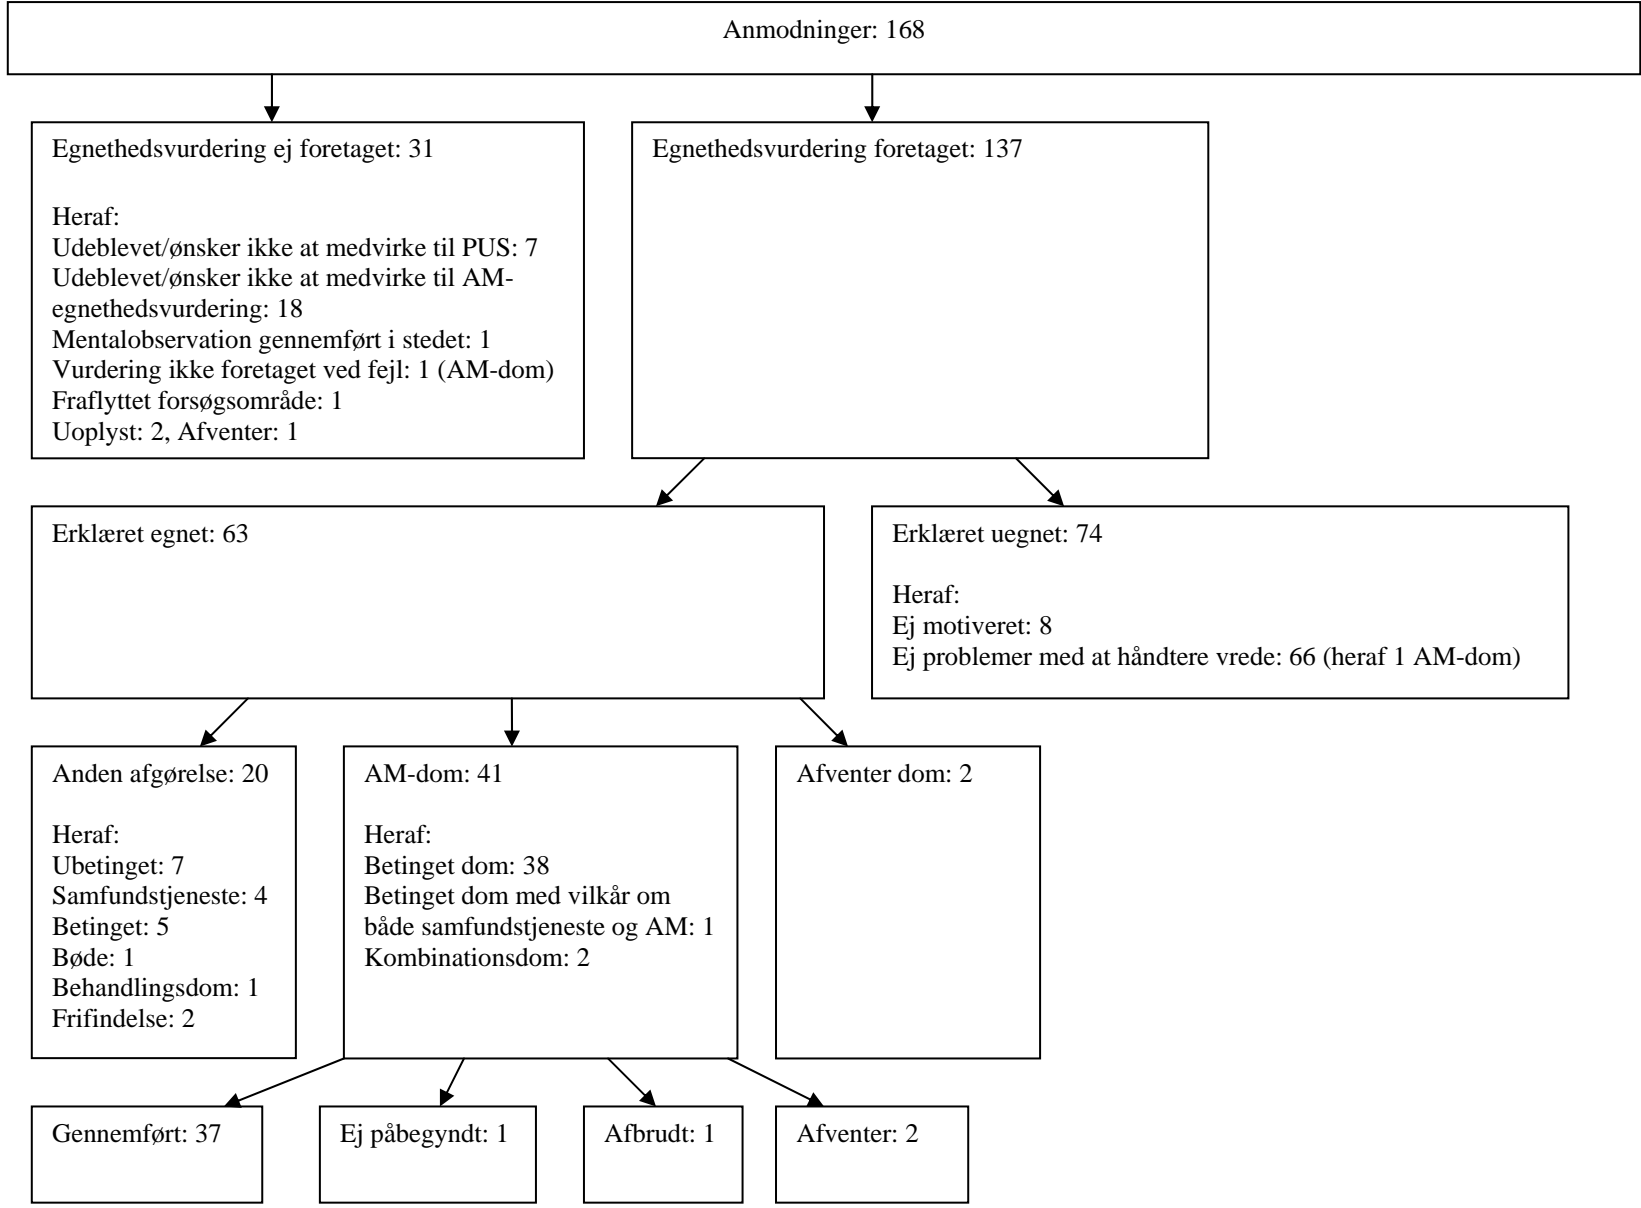 Anmodninger: 168
Egnethedsvurdering ej foretaget: 31
Heraf:
Udeblevet/ønsker ikke at medvirke til PUS: 7
Udeblevet/ønsker ikke at medvirke til AM-
egnethedsvurdering: 18
Mentalobservation gennemført i stedet: 1
Vurdering ikke foretaget ved fejl: 1 (AM-dom)
Fraflyttet forsøgsområde: 1
Uoplyst: 2, Afventer: 1
Egnethedsvurdering foretaget: 137
Erklæret egnet: 63
Erklæret uegnet: 74
Heraf:
Ej motiveret: 8
Ej problemer med at håndtere vrede: 66 (heraf 1 AM-dom)
Anden afgørelse: 20
Heraf:
Ubetinget: 7
Samfundstjeneste: 4
Betinget: 5
Bøde: 1
Behandlingsdom: 1
Frifindelse: 2
AM-dom: 41
Heraf:
Betinget dom: 38
Betinget dom med vilkår om
både samfundstjeneste og AM: 1
Kombinationsdom: 2
Afventer dom: 2
Gennemført: 37
Ej påbegyndt: 1
Afbrudt: 1
Afventer: 2